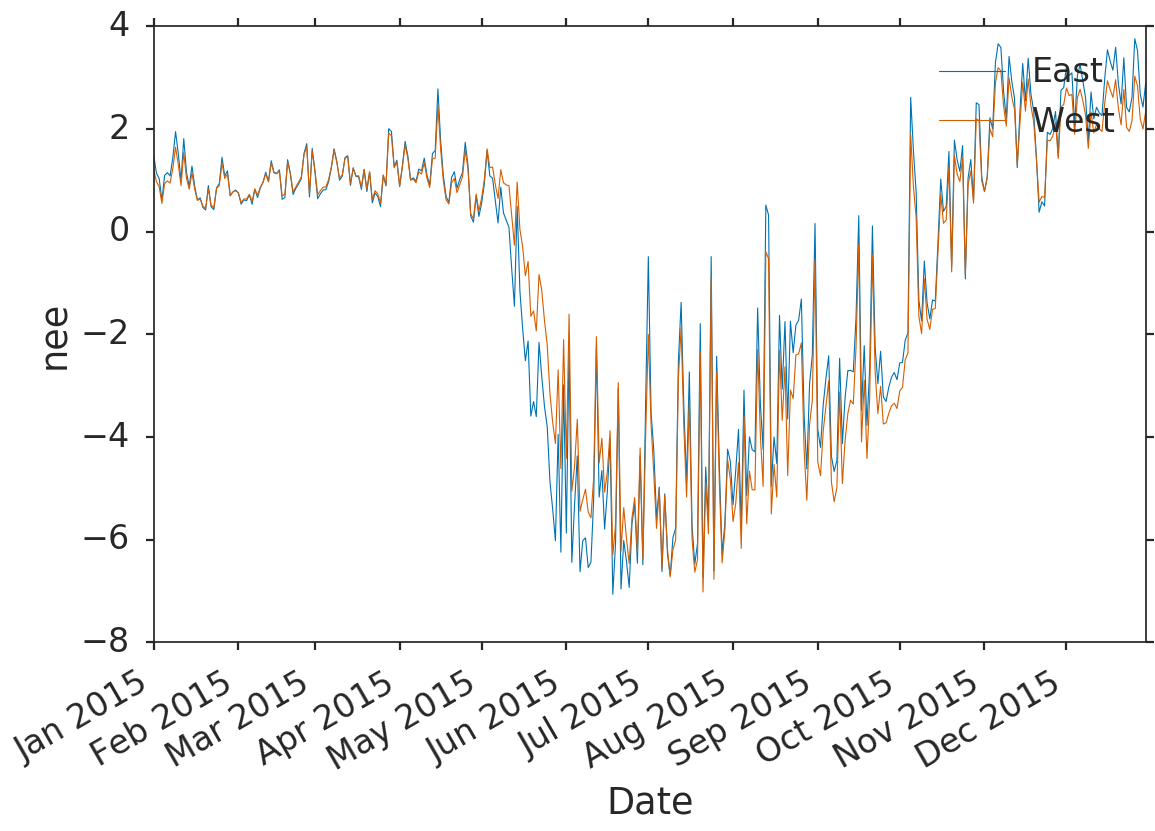 4
2
0
−2
−4
−6
−8
nee
East
West
Jan 2015
Feb 2015
Mar 2015
Apr 2015
May 2015
Jun 2015
Jul 2015
Aug 2015
Sep 2015
Oct 2015
Nov 2015
Dec 2015
Date